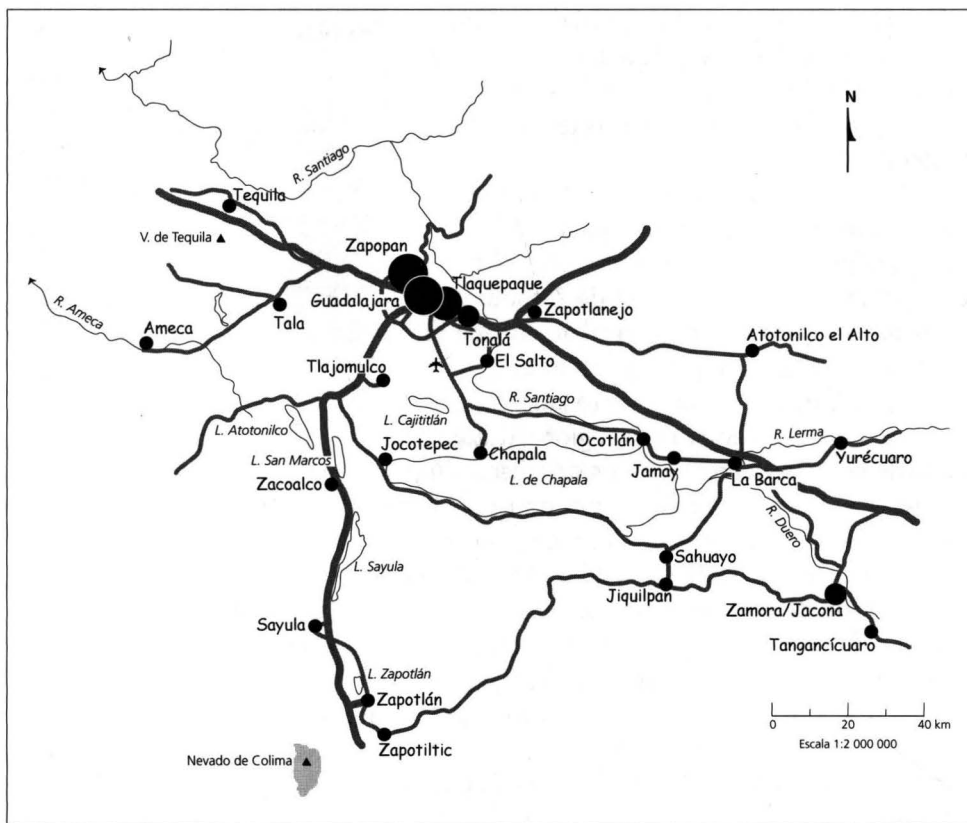 N
R. Santiago
Tequila
V. de Tequila
Zapopan
Tlaquepaque
Guadalajara
Zapotlanejo
R. Ameca
Tala
Ameca
Tonalá
Atotonilco el Alto
El Salto
Tlajomulco
R. Santiago
L. Cajititlán
L. Atotonilco
Ocotlán
R. Lerma
Jocotepec
Chapala
Yurécuaro
L. San Marcos
Jamay
La Barca
Zacoalco
L. de Chapala
R. Duero
Sahuayo
L. Sayula
Jiquilpan
Zamora/Jacona
Sayula
Tangancícuaro
L. Zapotlán
Zapotlán
0 20 40 km
Escala 1:2 000 000
Zapotiltic
Nevado de Colima